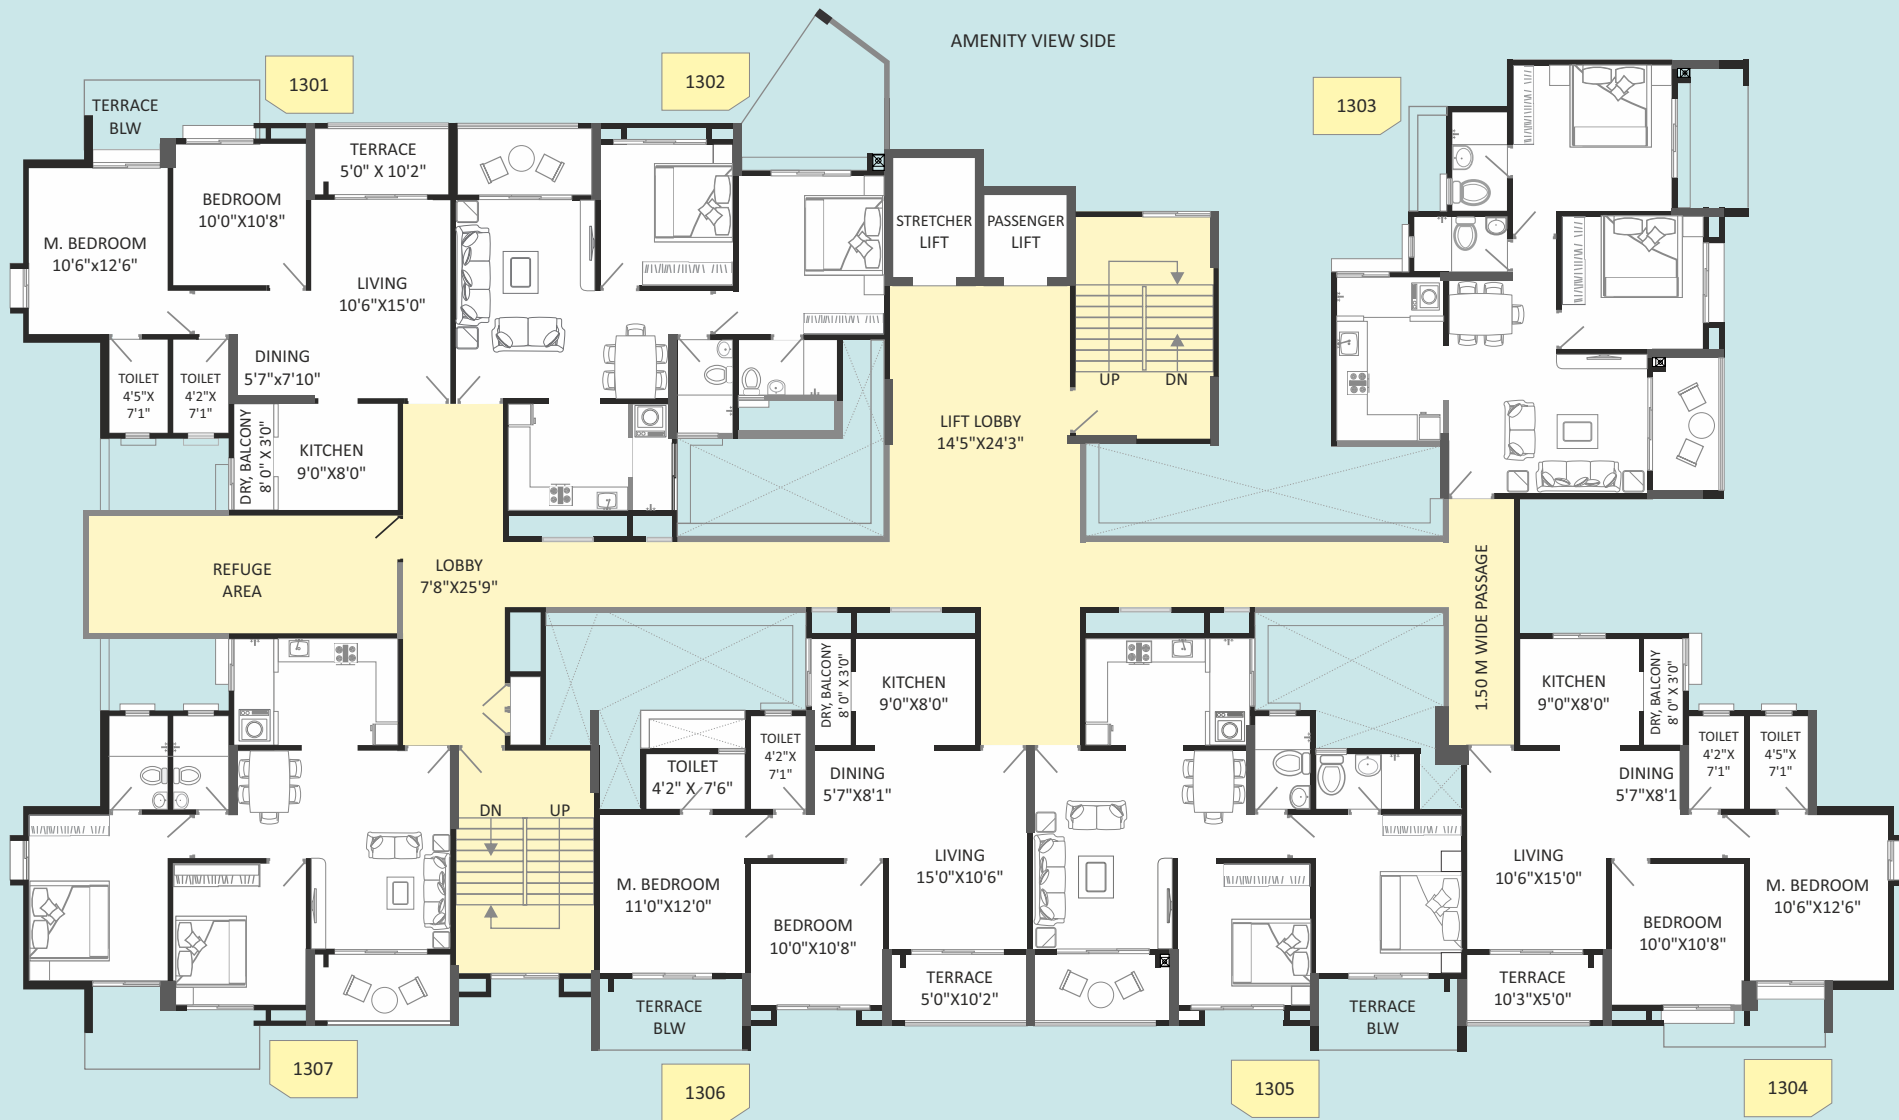 AMENITY VIEW SIDE
1301
1302
1303
TERRACE
BLW
TERRACE
5'0" X 10'2"
BEDROOM
10'0"X10'8"
M. BEDROOM
10'6"x12'6"
LIVING
10'6"X15'0"
DINING
5'7"x7'10"
TOILET
4'5"X
7'1"
TOILET
4'2"X
7'1"
DRY, BALCONY
8' 0" X 3'0"
KITCHEN
9'0"X8'0"
STRETCHER
LIFT
PASSENGER
LIFT
UP
DN
LIFT LOBBY
14'5"X24'3"
REFUGE
AREA
LOBBY
7'8"X25'9"
1.50 M WIDE PASSAGE
DRY, BALCONY
8' 0" X 3'0"
KITCHEN
9'0"X8'0"
KITCHEN
9"0"X8'0"
DRY, BALCONY
8' 0" X 3'0"
TOILET
4'2" X 7'6"
TOILET
4'2"X
7'1"
DINING
5'7"X8'1"
DINING
5'7"X8'1
TOILET
4'2"X
7'1"
TOILET
4'5"X
7'1"
DN
UP
M. BEDROOM
11'0"X12'0"
LIVING
15'0"X10'6"
BEDROOM
10'0"X10'8"
LIVING
10'6"X15'0"
M. BEDROOM
10'6"X12'6"
BEDROOM
10'0"X10'8"
TERRACE
BLW
TERRACE
5'0"X10'2"
TERRACE
BLW
TERRACE
10'3"X5'0"
1307
1306
1305
1304